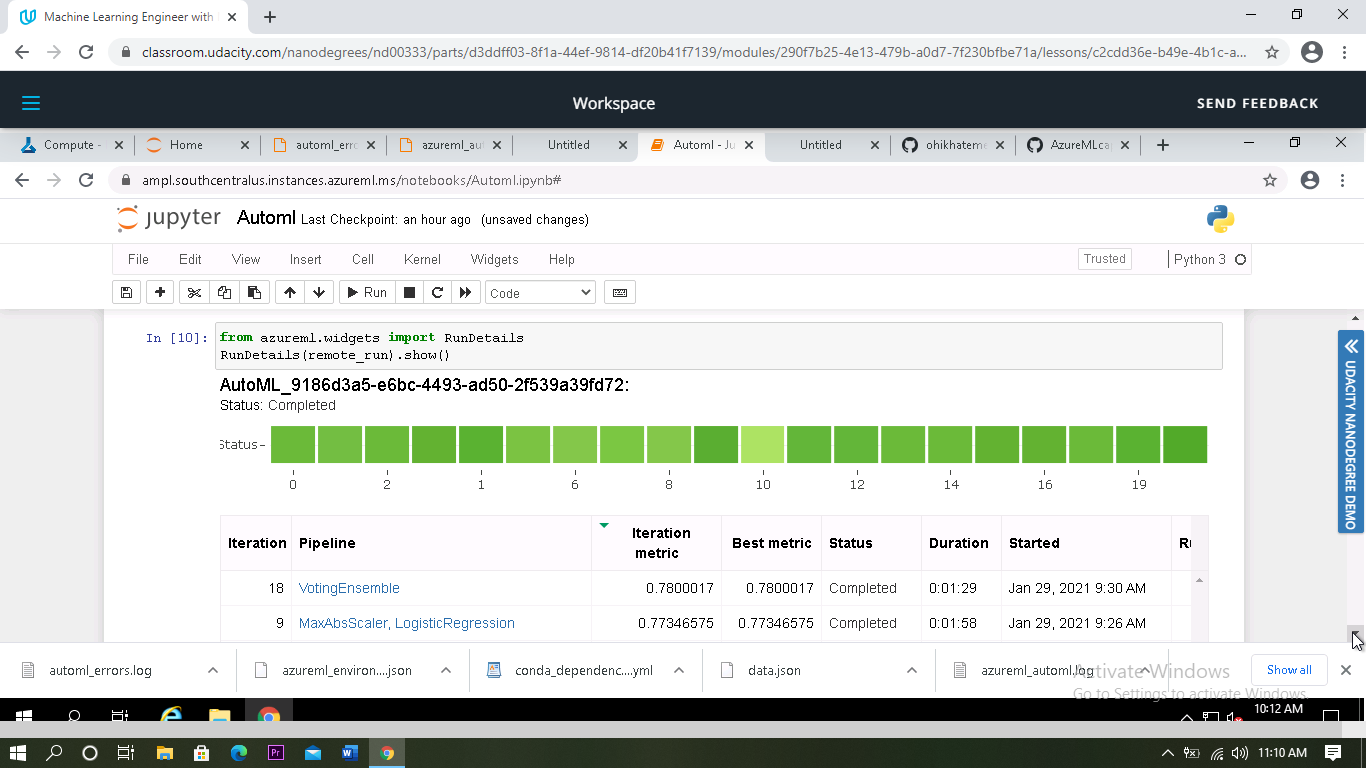 Machine Learning Engineer with
classroom.udacity.com/nanodegrees/nd00333/parts/d3ddff03-8f1a-44ef-9814-df20b41f7139/modules/290f7b25-4e13-479b-a0d7-7f230bfbe71a/lessons/c2cdd36e-b49e-4b1c-a...
Workspace
SEND FEEDBACK
Compute - Home automl_erro azureml_aut Untitled Automl - Ju Untitled ohikhateme AzureMLcap
ampl.southcentralus.instances.azureml.ms/notebooks/Automl.ipynb#
jupyter Automl Last Checkpoint: an hour ago (unsaved changes)
File Edit View Insert Cell Kernel Widgets Help Trusted Python 3
Run Code
In [10]: from azureml.widgets import RunDetails
RunDetails(remote_run).show()
AutoML_9186d3a5-e6bc-4493-ad50-2f539a39fd72:
Status: Completed
Status
0 2 1 6 8 10 12 14 16 19
Iteration Pipeline Iteration metric Best metric Status Duration Started Ru
18 VotingEnsemble 0.7800017 0.7800017 Completed 0:01:29 Jan 29, 2021 9:30 AM
9 MaxAbsScaler, LogisticRegression 0.77346575 0.77346575 Completed 0:01:58 Jan 29, 2021 9:26 AM
UDACITY NANODEGREE DEMO
automl_errors.log azureml_environ....json conda_dependenc....yml data.json azureml_automl.log Show all
Activate Windows
Go to Settings to activate Windows.
10:12 AM
Pr W 11:10 AM